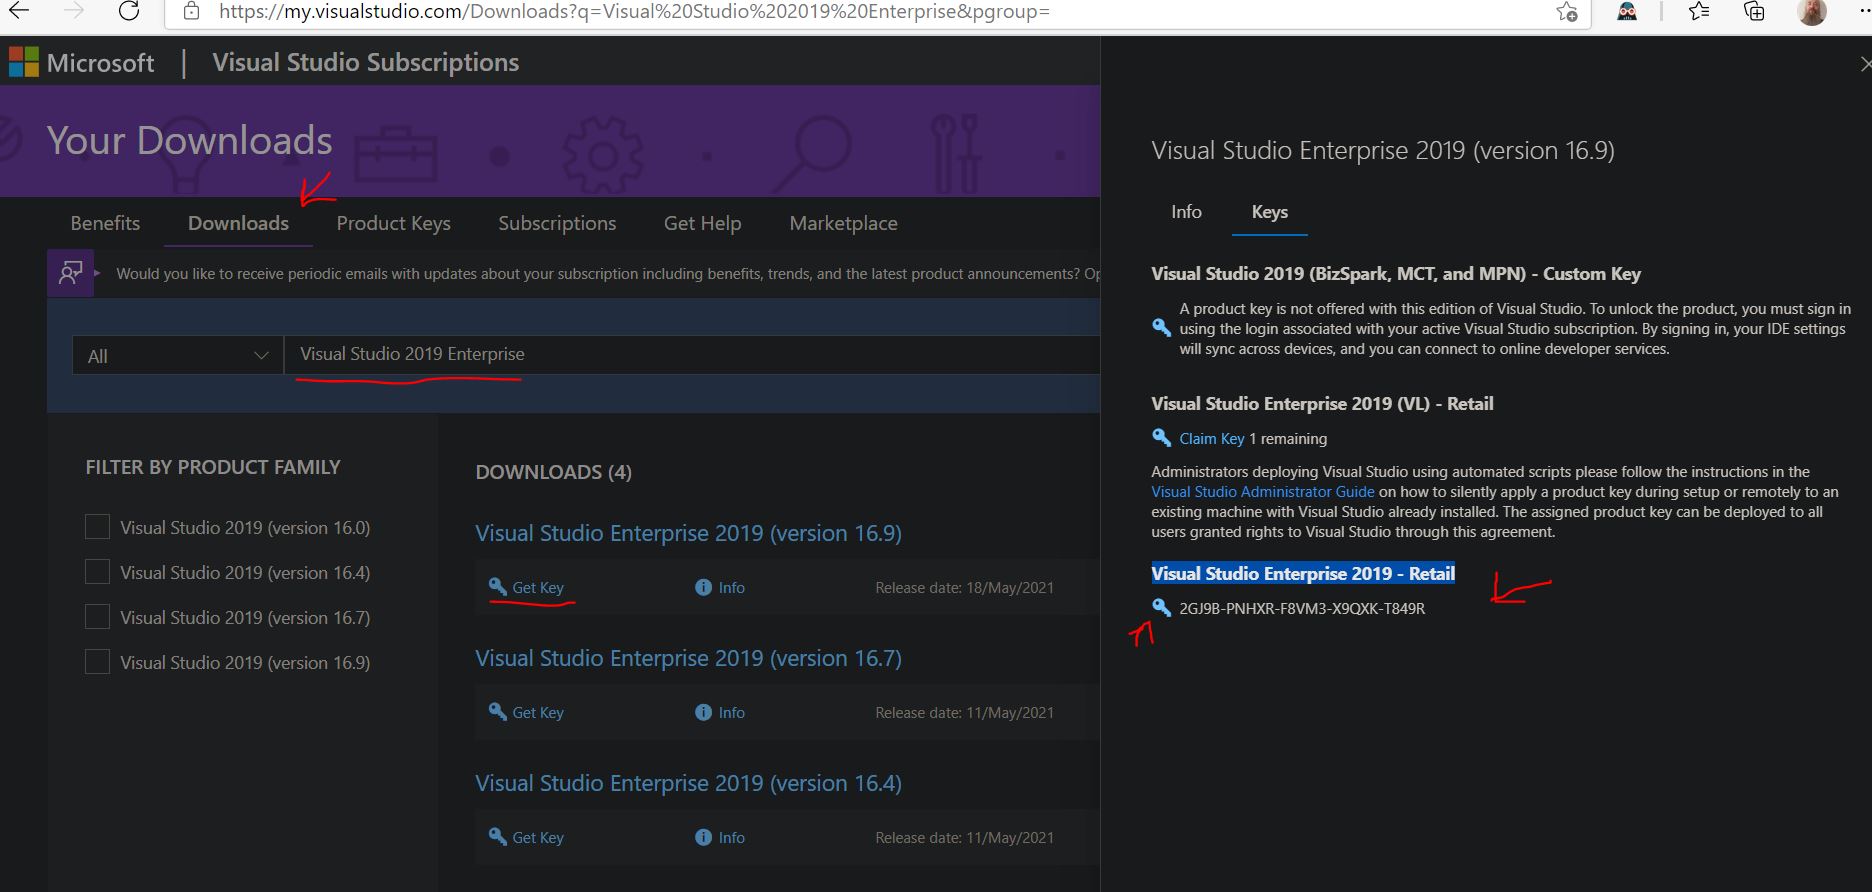 https://my.visualstudio.com/Downloads?q=Visual%20Studio%202019%20Enterprise&pgroup=
Microsoft | Visual Studio Subscriptions
Your Downloads
Benefits Downloads Product Keys Subscriptions Get Help Marketplace
Would you like to receive periodic emails with updates about your subscription including benefits, trends, and the latest product announcements? Op
All
Visual Studio 2019 Enterprise
FILTER BY PRODUCT FAMILY
Visual Studio 2019 (version 16.0)
Visual Studio 2019 (version 16.4)
Visual Studio 2019 (version 16.7)
Visual Studio 2019 (version 16.9)
DOWNLOADS (4)
Visual Studio Enterprise 2019 (version 16.9)
Get Key Info Release date: 18/May/2021
Visual Studio Enterprise 2019 (version 16.7)
Get Key Info Release date: 11/May/2021
Visual Studio Enterprise 2019 (version 16.4)
Get Key Info Release date: 11/May/2021
Visual Studio Enterprise 2019 (version 16.9)
Info Keys
Visual Studio 2019 (BizSpark, MCT, and MPN) - Custom Key
A product key is not offered with this edition of Visual Studio. To unlock the product, you must sign in
using the login associated with your active Visual Studio subscription. By signing in, your IDE settings
will sync across devices, and you can connect to online developer services.
Visual Studio Enterprise 2019 (VL) - Retail
Claim Key 1 remaining
Administrators deploying Visual Studio using automated scripts please follow the instructions in the
Visual Studio Administrator Guide on how to silently apply a product key during setup or remotely to an
existing machine with Visual Studio already installed. The assigned product key can be deployed to all
users granted rights to Visual Studio through this agreement.
Visual Studio Enterprise 2019 - Retail
2GJ9B-PNHXR-F8VM3-X9QXK-T849R